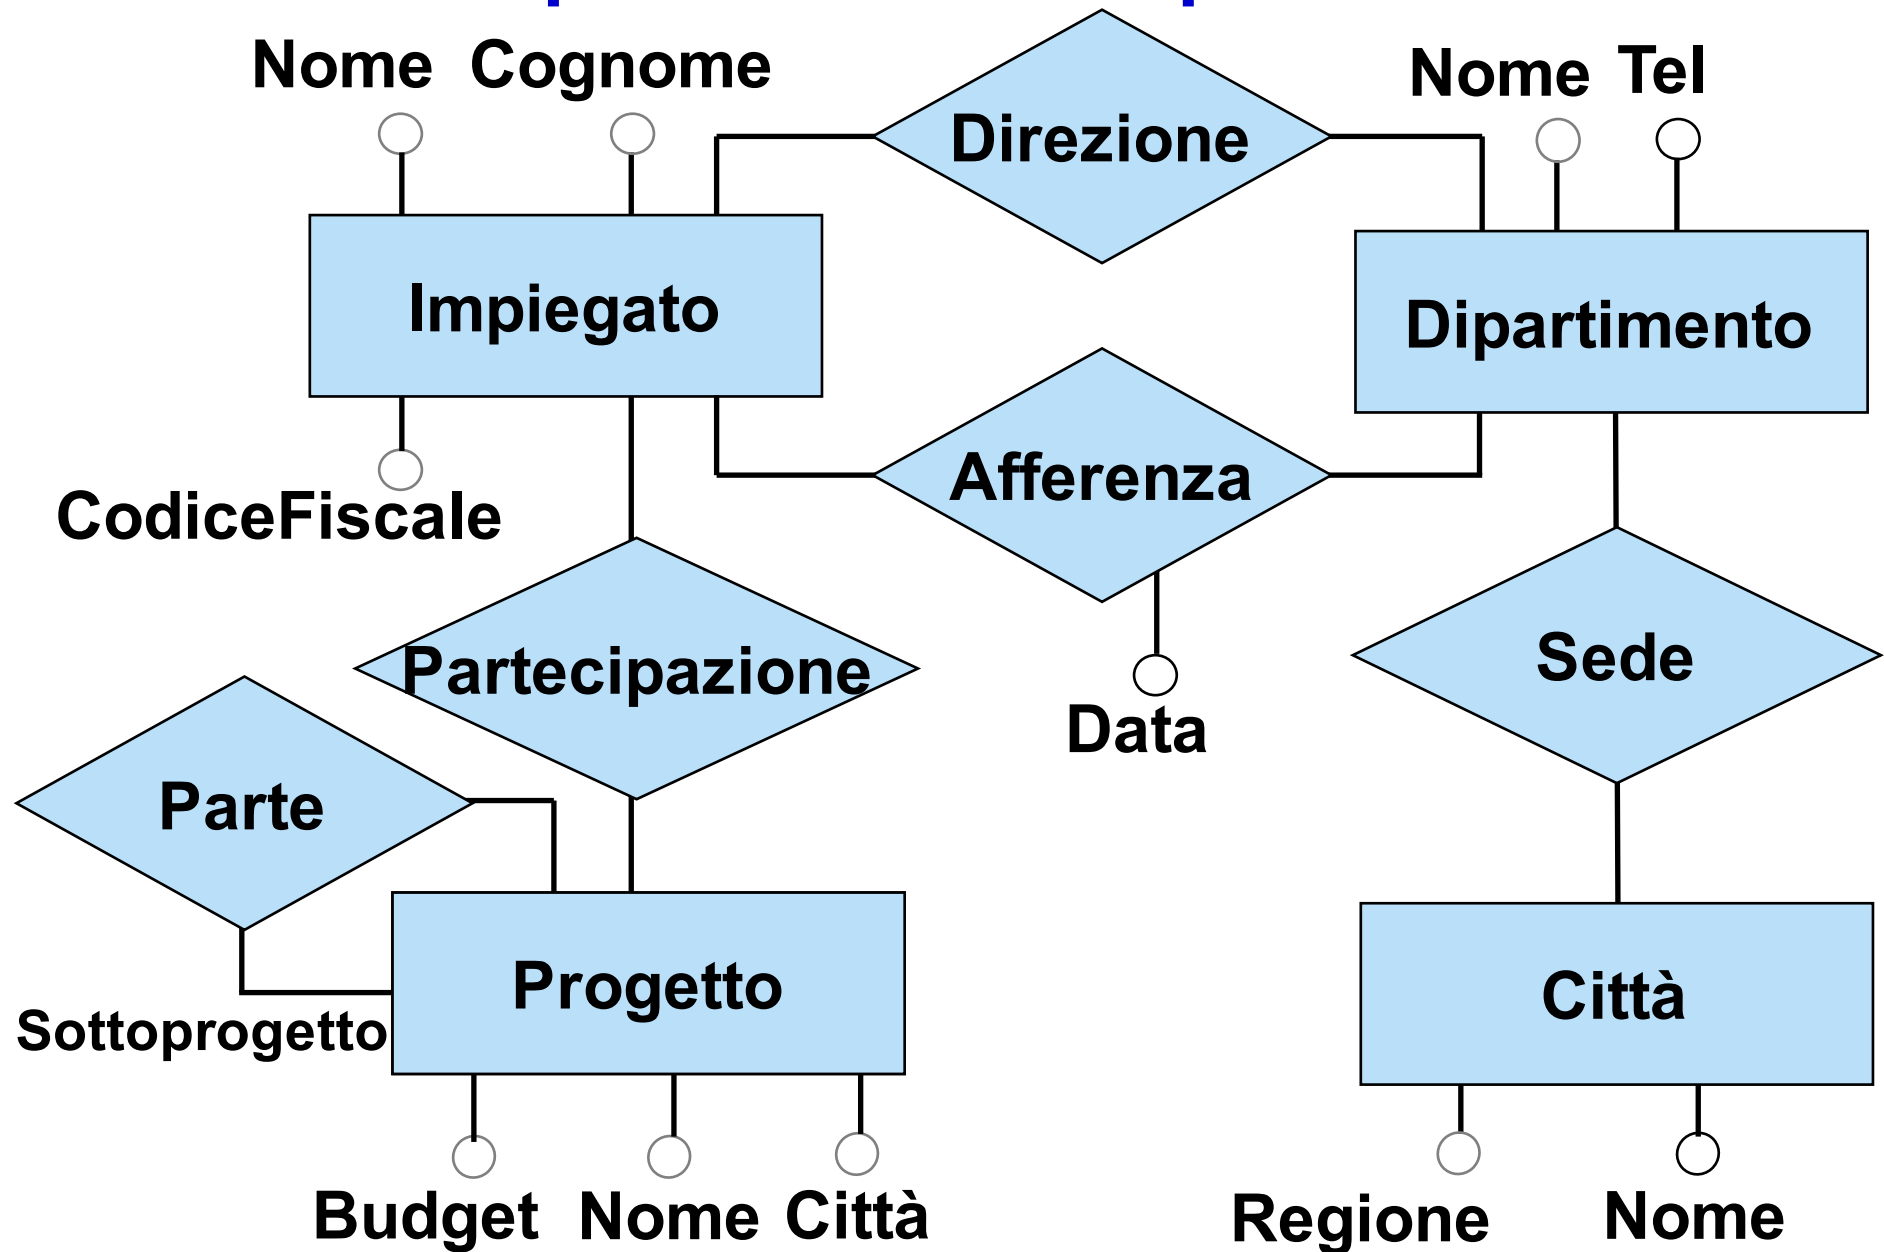 Nome Cognome
Nome Tel
Direzione
Impiegato
Dipartimento
Afferenza
CodiceFiscale
Partecipazione
Sede
Data
Parte
Progetto
Città
Sottoprogetto
Budget Nome Città
Regione Nome